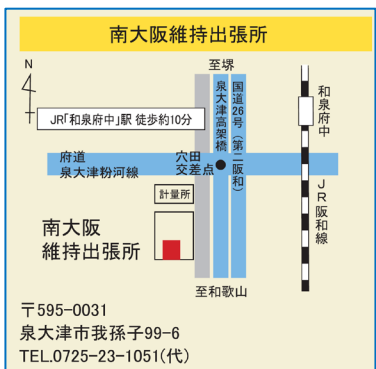 南大阪維持出張所
N
至堺
JR「和泉府中」駅 徒歩約10分
泉大津高架橋
国道26号(第二阪和)
和泉府中
府道
泉大津粉河線
穴田
交差点
計量所
JR阪和線
南大阪
維持出張所
至和歌山
〒595-0031
泉大津市我孫子99-6
TEL.0725-23-1051(代)